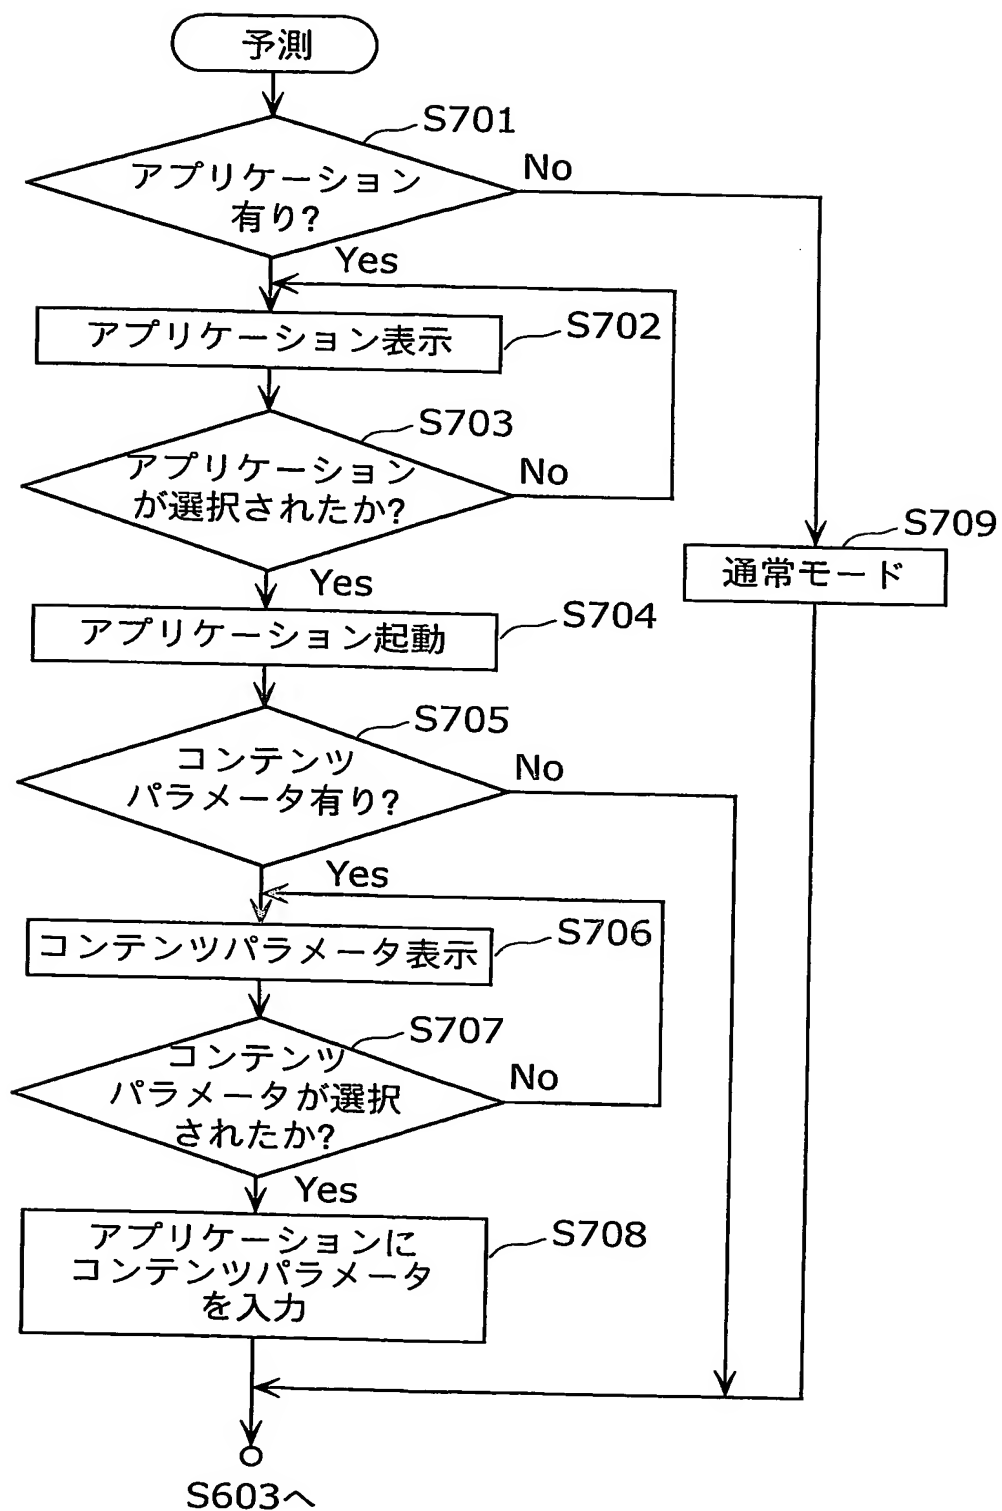 予測
S701
アプリケーション
有り?
No
Yes
アプリケーション表示
S702
S703
アプリケーション
が選択されたか?
No
Yes
S709
通常モード
アプリケーション起動
S704
S705
コンテンツ
パラメータ有り?
No
Yes
コンテンツパラメータ表示
S706
S707
コンテンツ
パラメータが選択
されたか?
No
Yes
アプリケーションに
コンテンツパラメータ
を入力
S708
S603へ